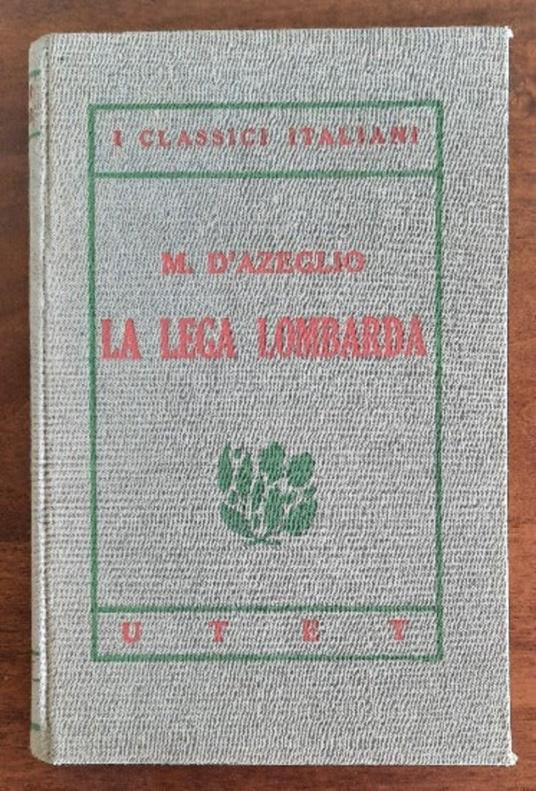 I CLASSICI ITALIANI
M. D'AZEGLIO
LA LEGA LOMBARDA
U T E T